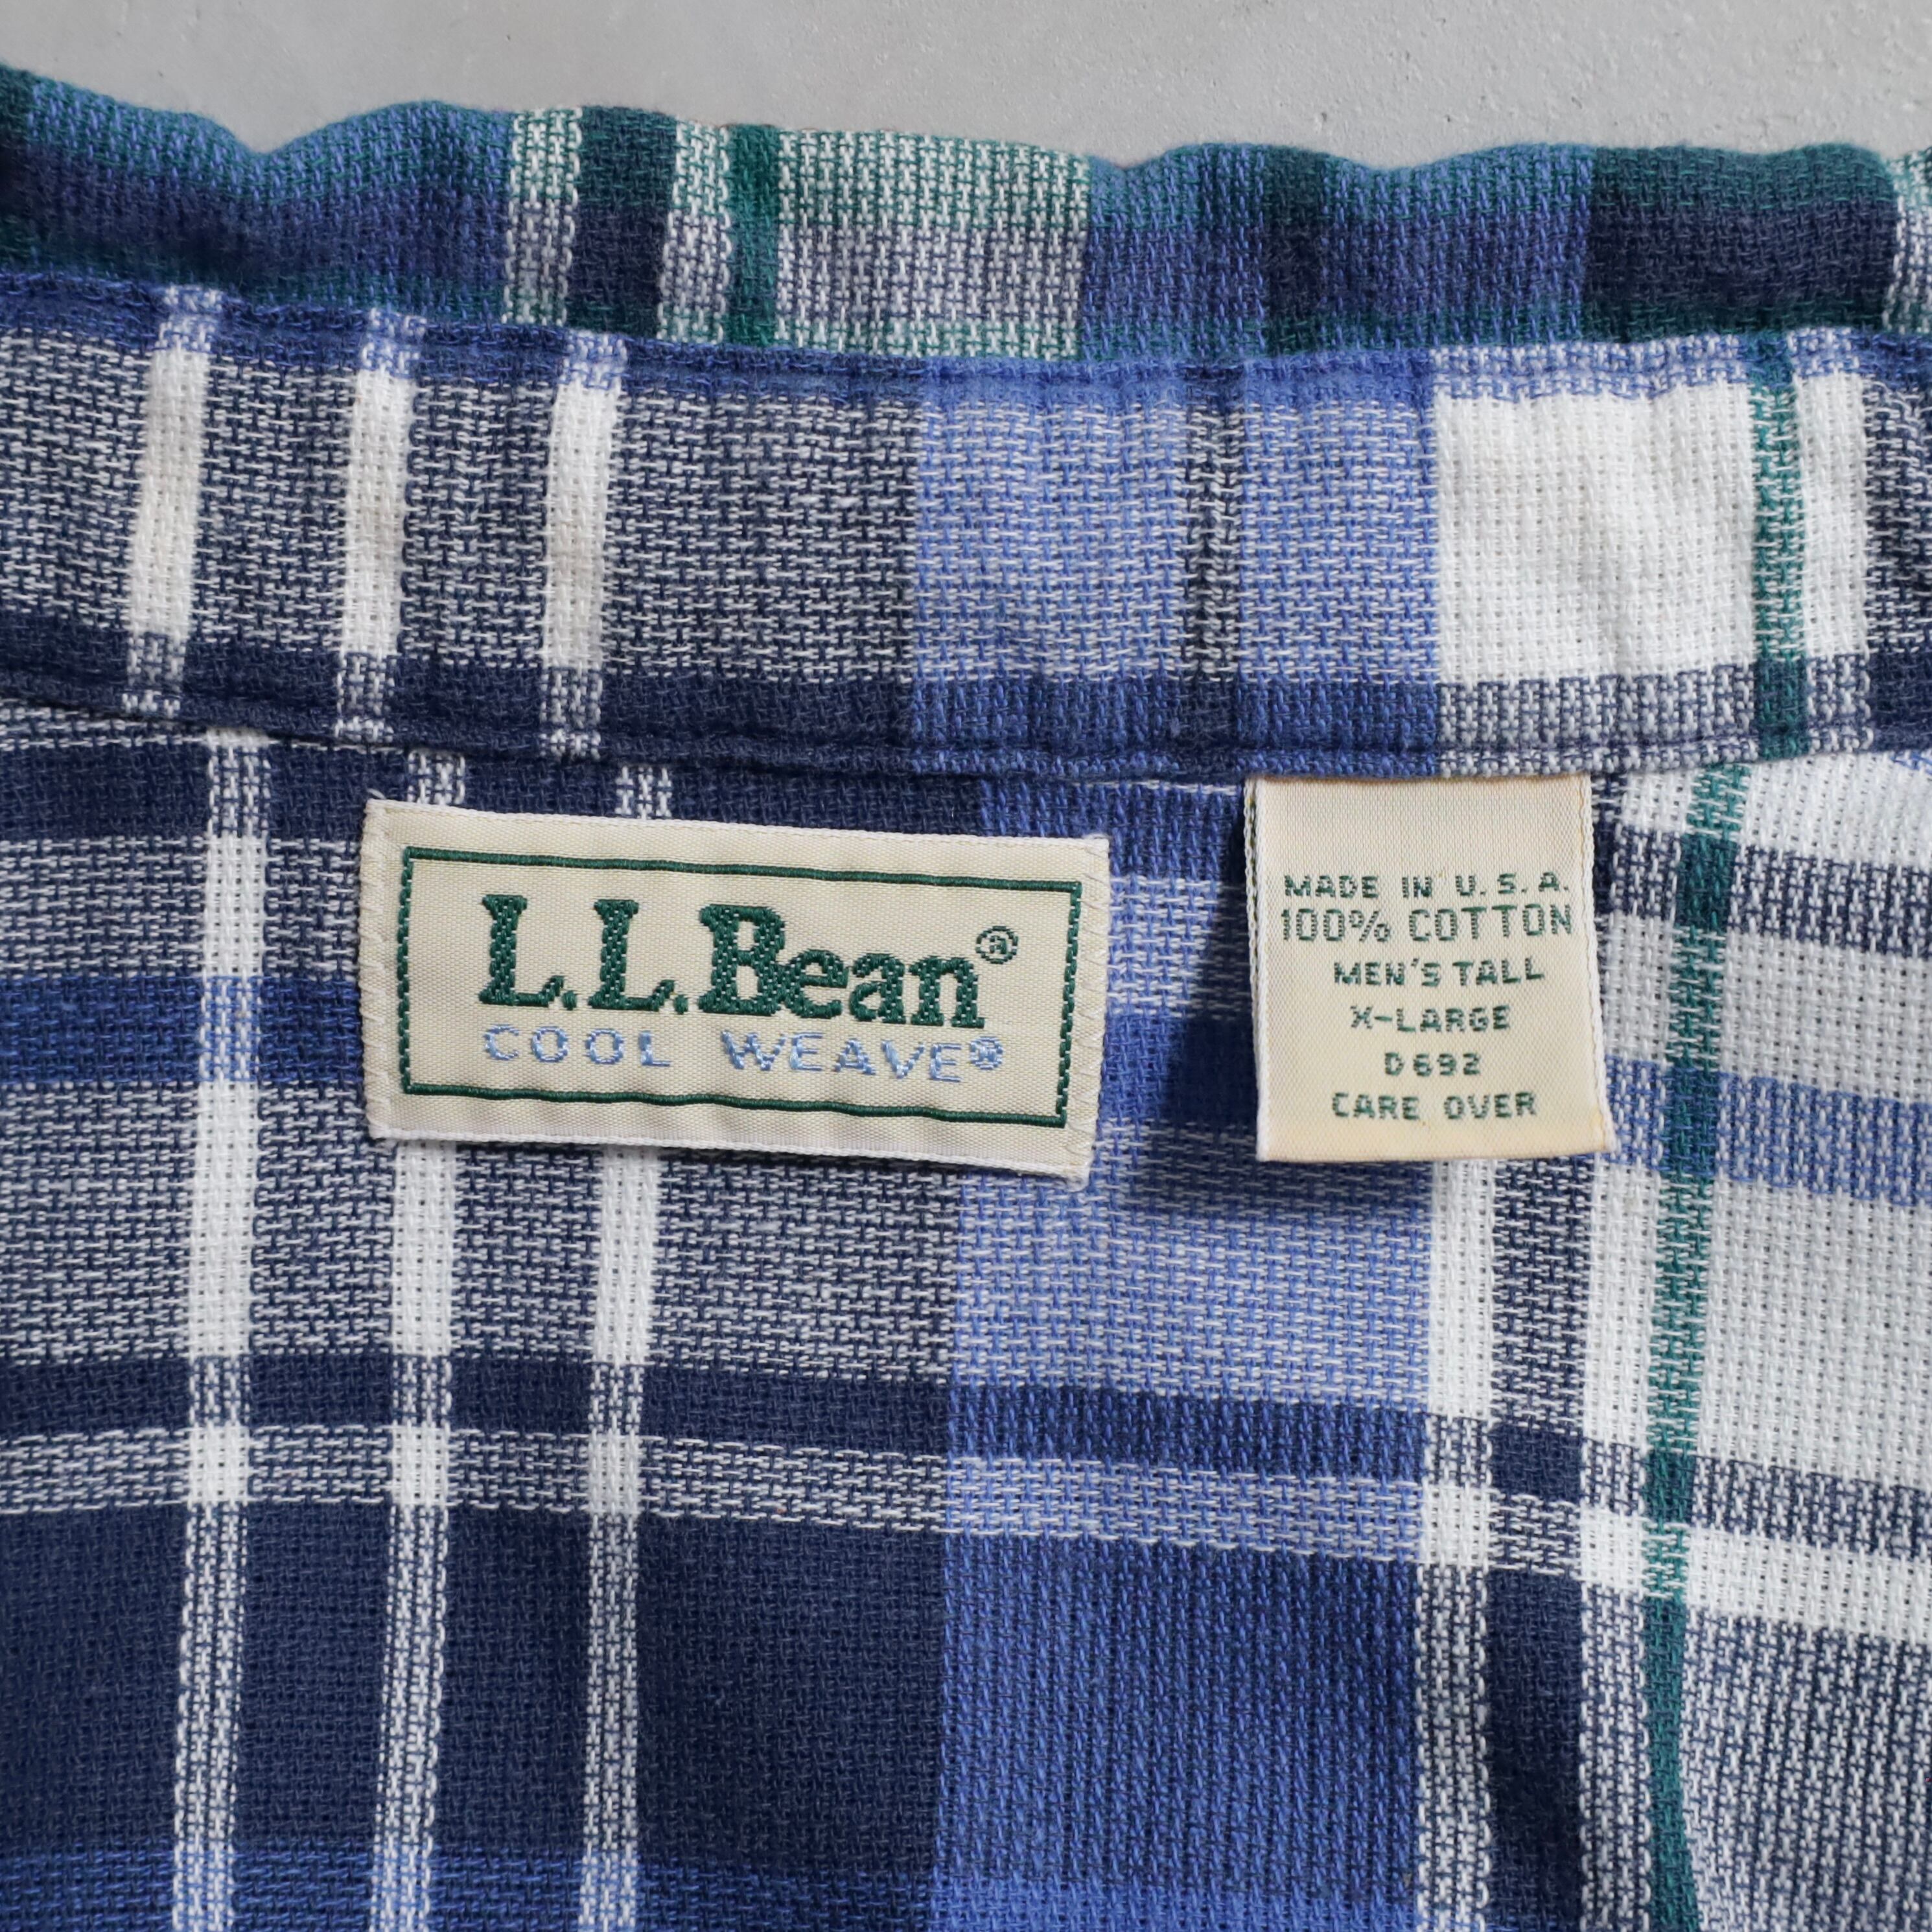 L.L.Bean®
COOL WEAVE®
MADE IN U.S.A.
100% COTTON
MEN'S TALL
X-LARGE
D692
CARE OVER